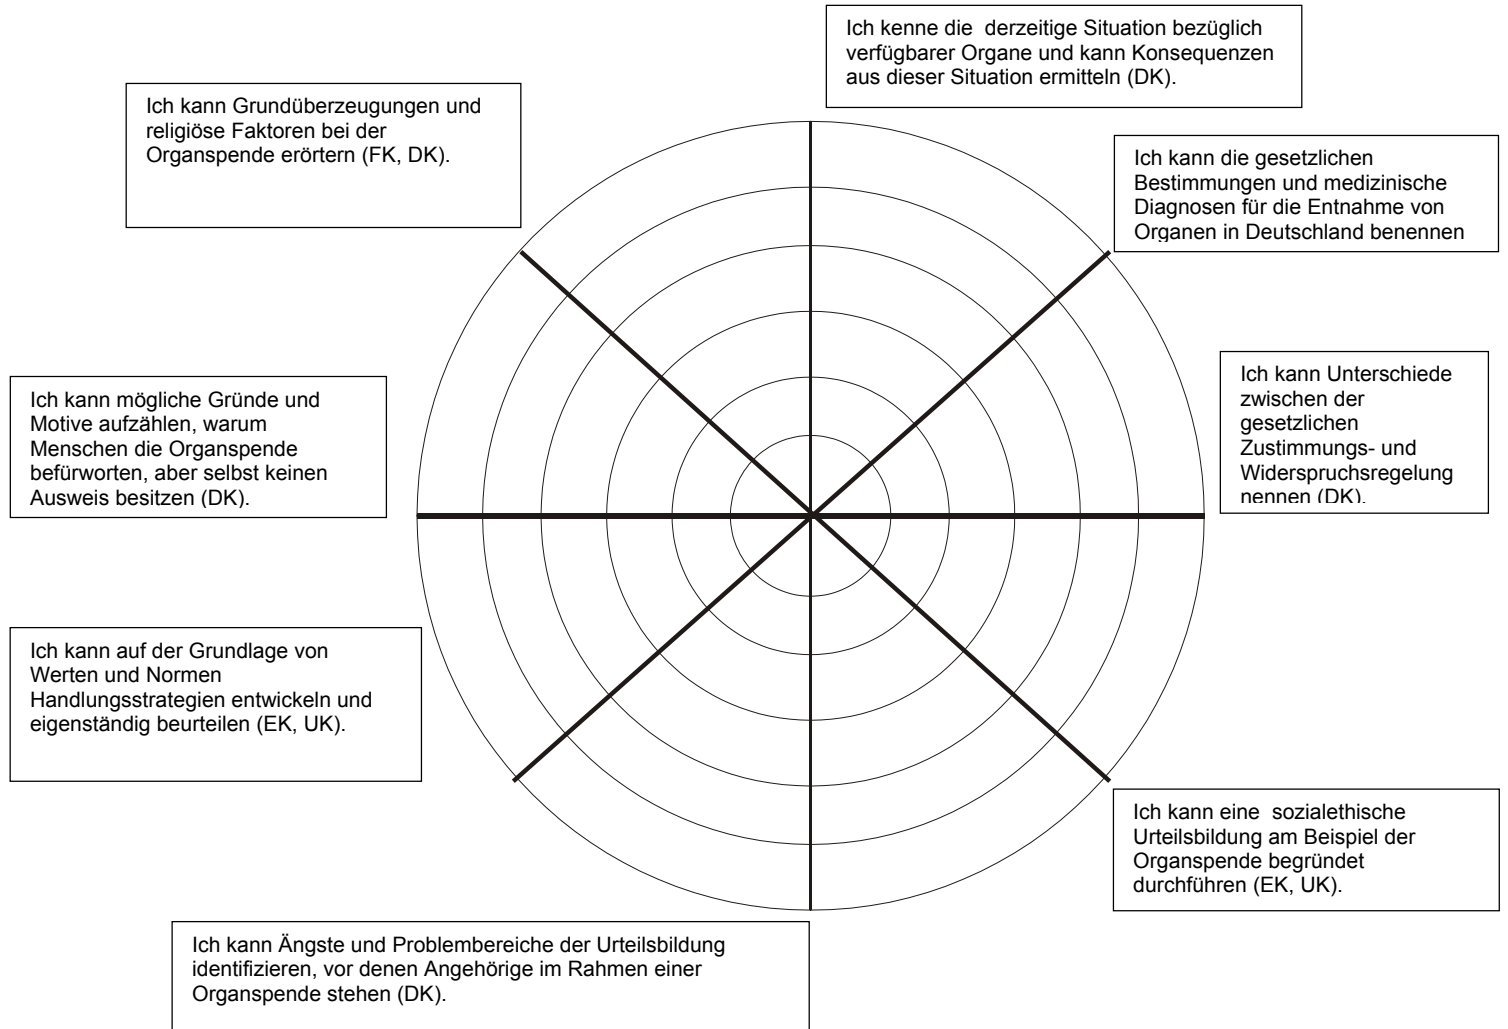 Ich kenne die  derzeitige Situation bezüglich
verfügbarer Organe und kann Konsequenzen
aus dieser Situation ermitteln (DK).
Ich kann Grundüberzeugungen und
religiöse Faktoren bei der
Organspende erörtern (FK, DK).
Ich kann die gesetzlichen
Bestimmungen und medizinische
Diagnosen für die Entnahme von
Organen in Deutschland benennen
Ich kann mögliche Gründe und
Motive aufzählen, warum
Menschen die Organspende
befürworten, aber selbst keinen
Ausweis besitzen (DK).
Ich kann Unterschiede
zwischen der
gesetzlichen
Zustimmungs- und
Widerspruchsregelung
nennen (DK).
Ich kann auf der Grundlage von
Werten und Normen
Handlungsstrategien entwickeln und
eigenständig beurteilen (EK, UK).
Ich kann eine  sozialethische
Urteilsbildung am Beispiel der
Organspende begründet
durchführen (EK, UK).
Ich kann Ängste und Problembereiche der Urteilsbildung
identifizieren, vor denen Angehörige im Rahmen einer
Organspende stehen (DK).